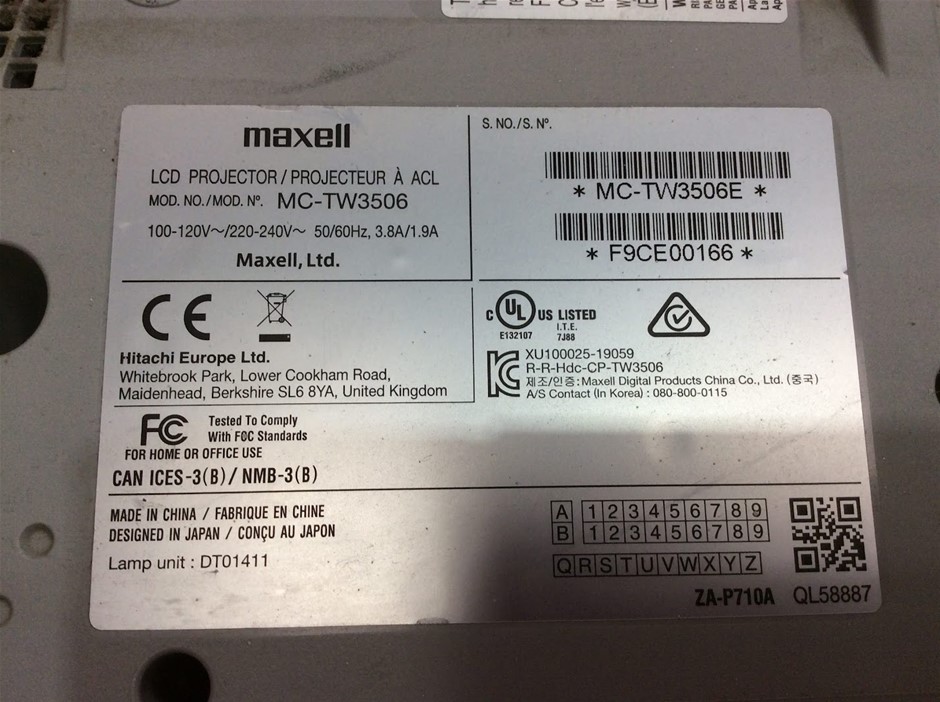 maxell
LCD PROJECTOR / PROJECTEUR À ACL
MOD. NO./MOD. Nº. MC-TW3506
100-120V～/220-240V～ 50/60Hz, 3.8A/1.9A
Maxell, Ltd.
S. NO./S. Nº.
* MC-TW3506E *
* F9CE00166 *
CE
Hitachi Europe Ltd.
Whitebrook Park, Lower Cookham Road,
Maidenhead, Berkshire SL6 8YA, United Kingdom
C UL US LISTED
I.T.E.
E132107 7J88
XU100025-19059
R-R-Hdc-CP-TW3506
제조/인증: Maxell Digital Products China Co., Ltd. (중국)
A/S Contact (In Korea) : 080-800-0115
FC Tested To Comply
With FCC Standards
FOR HOME OR OFFICE USE
CAN ICES-3(B)/ NMB-3(B)
MADE IN CHINA / FABRIQUE EN CHINE
DESIGNED IN JAPAN / CONÇU AU JAPON
Lamp unit : DT01411
A 1 2 3 4 5 6 7 8 9
B 1 2 3 4 5 6 7 8 9
Q R S T U V W X Y Z
ZA-P710A QL58887